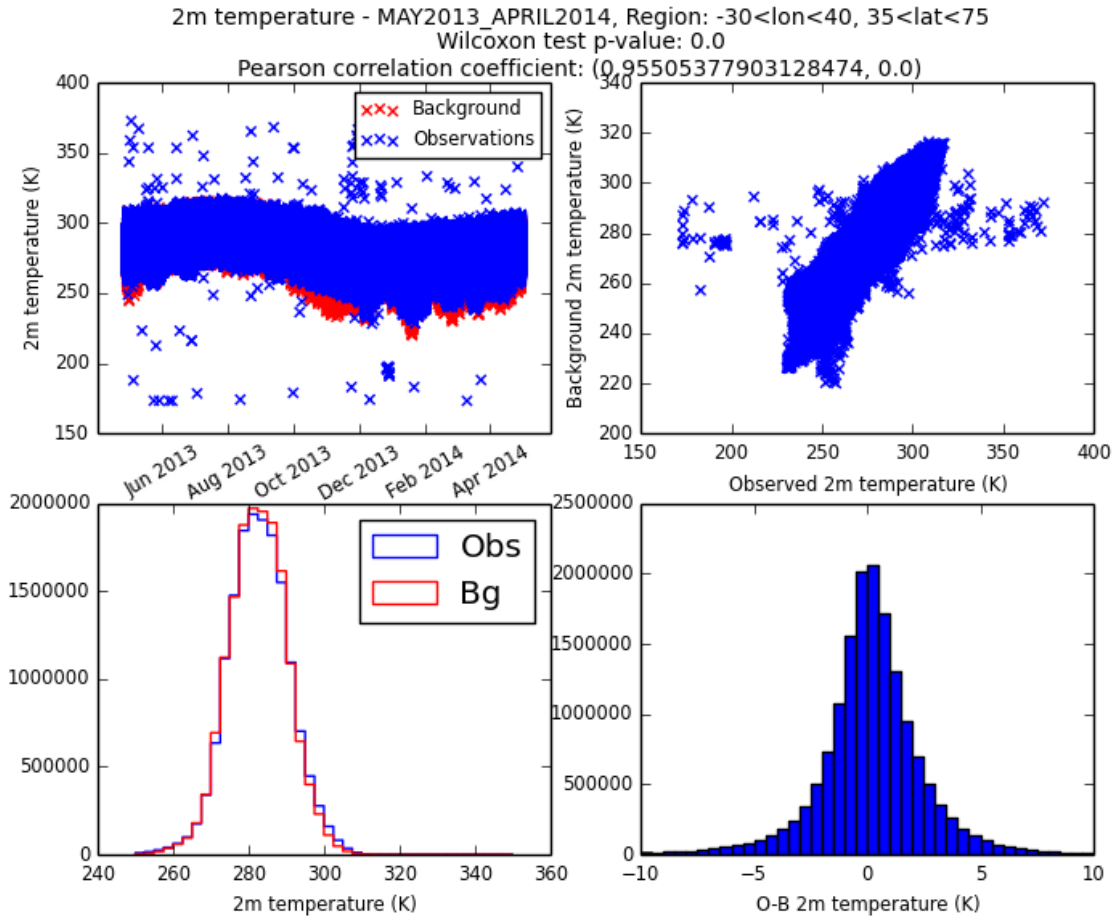 2m temperature - MAY2013_APRIL2014, Region: -30<lon<40, 35<lat<75
Wilcoxon test p-value: 0.0
Pearson correlation coefficient: (0.95505377903128474, 0.0)
400
350
300
250
200
150
2m temperature (K)
Background
Observations
Jun 2013
Aug 2013
Oct 2013
Dec 2013
Feb 2014
Apr 2014
340
320
300
280
260
240
220
200
Background 2m temperature (K)
150
200
250
300
350
400
Observed 2m temperature (K)
2000000
1500000
1000000
500000
0
Obs
Bg
240
260
280
300
320
340
360
2m temperature (K)
2500000
2000000
1500000
1000000
500000
0
−10
−5
0
5
10
O-B 2m temperature (K)